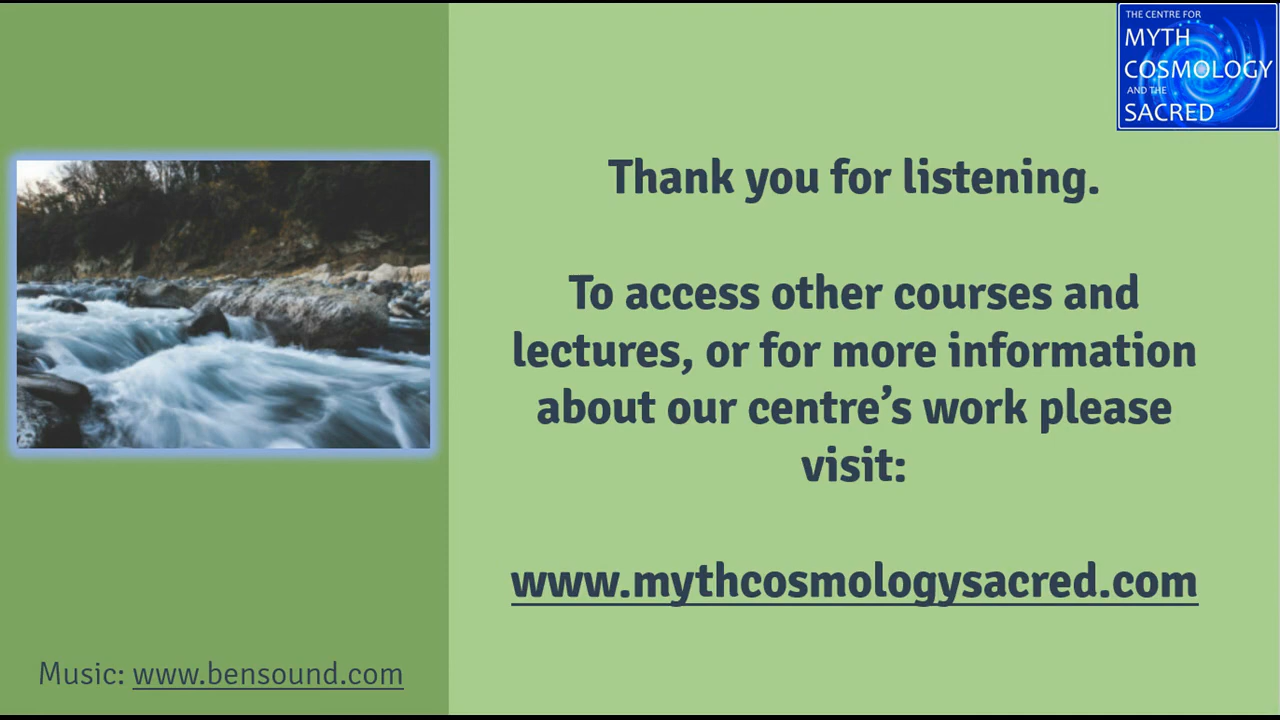 THE CENTRE FOR
MYTH
COSMOLOGY
AND THE
SACRED
Thank you for listening.
To access other courses and
lectures, or for more information
about our centre’s work please
visit:
www.mythcosmologysacred.com
Music: www.bensound.com